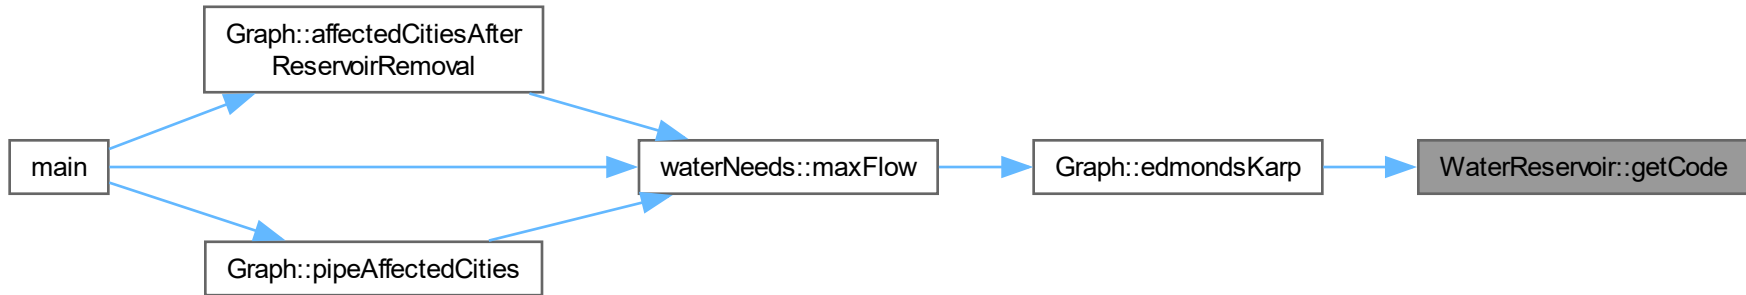 Graph::affectedCitiesAfter
ReservoirRemoval
main
waterNeeds::maxFlow
Graph::edmondsKarp
WaterReservoir::getCode
Graph::pipeAffectedCities